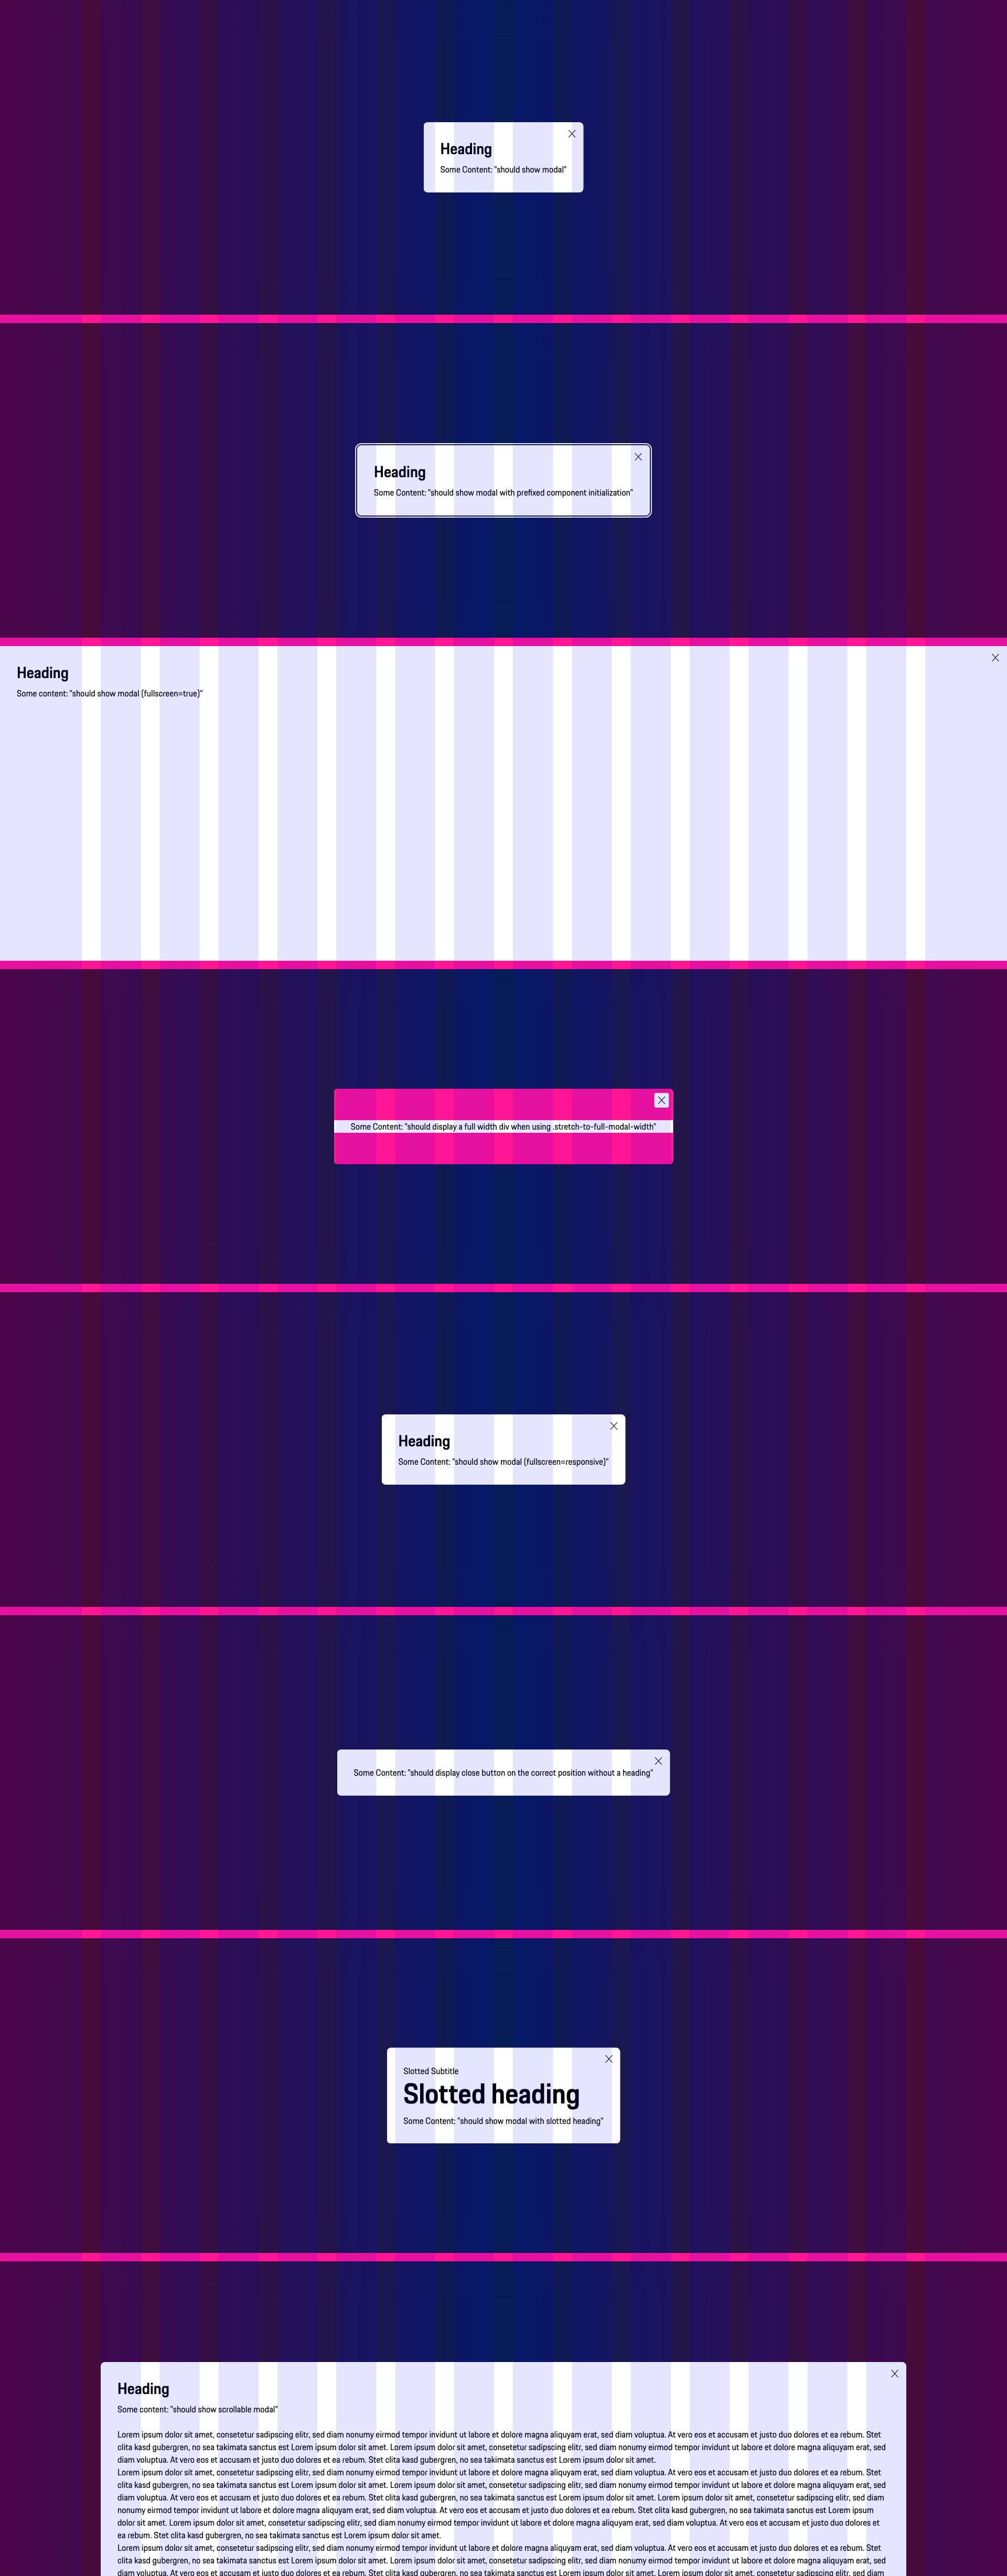 Heading
Some Content: "should show modal"
Heading
Some Content: "should show modal with prefixed component initialization"
Heading
Some content: "should show modal (fullscreen=true)"
Some Content: "should display a full width div when using .stretch-to-full-modal-width"
Heading
Some Content: "should show modal (fullscreen=responsive)"
Some Content: "should display close button on the correct position without a heading"
Slotted Subtitle
Slotted heading
Some Content: "should show modal with slotted heading"
Heading
Some content: "should show scrollable modal"
Lorem ipsum dolor sit amet, consetetur sadipscing elitr, sed diam nonumy eirmod tempor invidunt ut labore et dolore magna aliquyam erat, sed diam voluptua. At vero eos et accusam et justo duo dolores et ea rebum. Stet
clita kasd gubergren, no sea takimata sanctus est Lorem ipsum dolor sit amet. Lorem ipsum dolor sit amet, consetetur sadipscing elitr, sed diam nonumy eirmod tempor invidunt ut labore et dolore magna aliquyam erat, sed
diam voluptua. At vero eos et accusam et justo duo dolores et ea rebum. Stet clita kasd gubergren, no sea takimata sanctus est Lorem ipsum dolor sit amet.
Lorem ipsum dolor sit amet, consetetur sadipscing elitr, sed diam nonumy eirmod tempor invidunt ut labore et dolore magna aliquyam erat, sed diam voluptua. At vero eos et accusam et justo duo dolores et ea rebum. Stet
clita kasd gubergren, no sea takimata sanctus est Lorem ipsum dolor sit amet. Lorem ipsum dolor sit amet, consetetur sadipscing elitr, sed diam nonumy eirmod tempor invidunt ut labore et dolore magna aliquyam erat, sed
diam voluptua. At vero eos et accusam et justo duo dolores et ea rebum. Stet clita kasd gubergren, no sea takimata sanctus est Lorem ipsum dolor sit amet. Lorem ipsum dolor sit amet, consetetur sadipscing elitr, sed diam
nonumy eirmod tempor invidunt ut labore et dolore magna aliquyam erat, sed diam voluptua. At vero eos et accusam et justo duo dolores et ea rebum. Stet clita kasd gubergren, no sea takimata sanctus est Lorem ipsum
dolor sit amet. Lorem ipsum dolor sit amet, consetetur sadipscing elitr, sed diam nonumy eirmod tempor invidunt ut labore et dolore magna aliquyam erat, sed diam voluptua. At vero eos et accusam et justo duo dolores et
ea rebum. Stet clita kasd gubergren, no sea takimata sanctus est Lorem ipsum dolor sit amet.
Lorem ipsum dolor sit amet, consetetur sadipscing elitr, sed diam nonumy eirmod tempor invidunt ut labore et dolore magna aliquyam erat, sed diam voluptua. At vero eos et accusam et justo duo dolores et ea rebum. Stet
clita kasd gubergren, no sea takimata sanctus est Lorem ipsum dolor sit amet. Lorem ipsum dolor sit amet, consetetur sadipscing elitr, sed diam nonumy eirmod tempor invidunt ut labore et dolore magna aliquyam erat, sed
diam voluptua. At vero eos et accusam et justo duo dolores et ea rebum. Stet clita kasd gubergren, no sea takimata sanctus est Lorem ipsum dolor sit amet. Lorem ipsum dolor sit amet, consetetur sadipscing elitr, sed diam